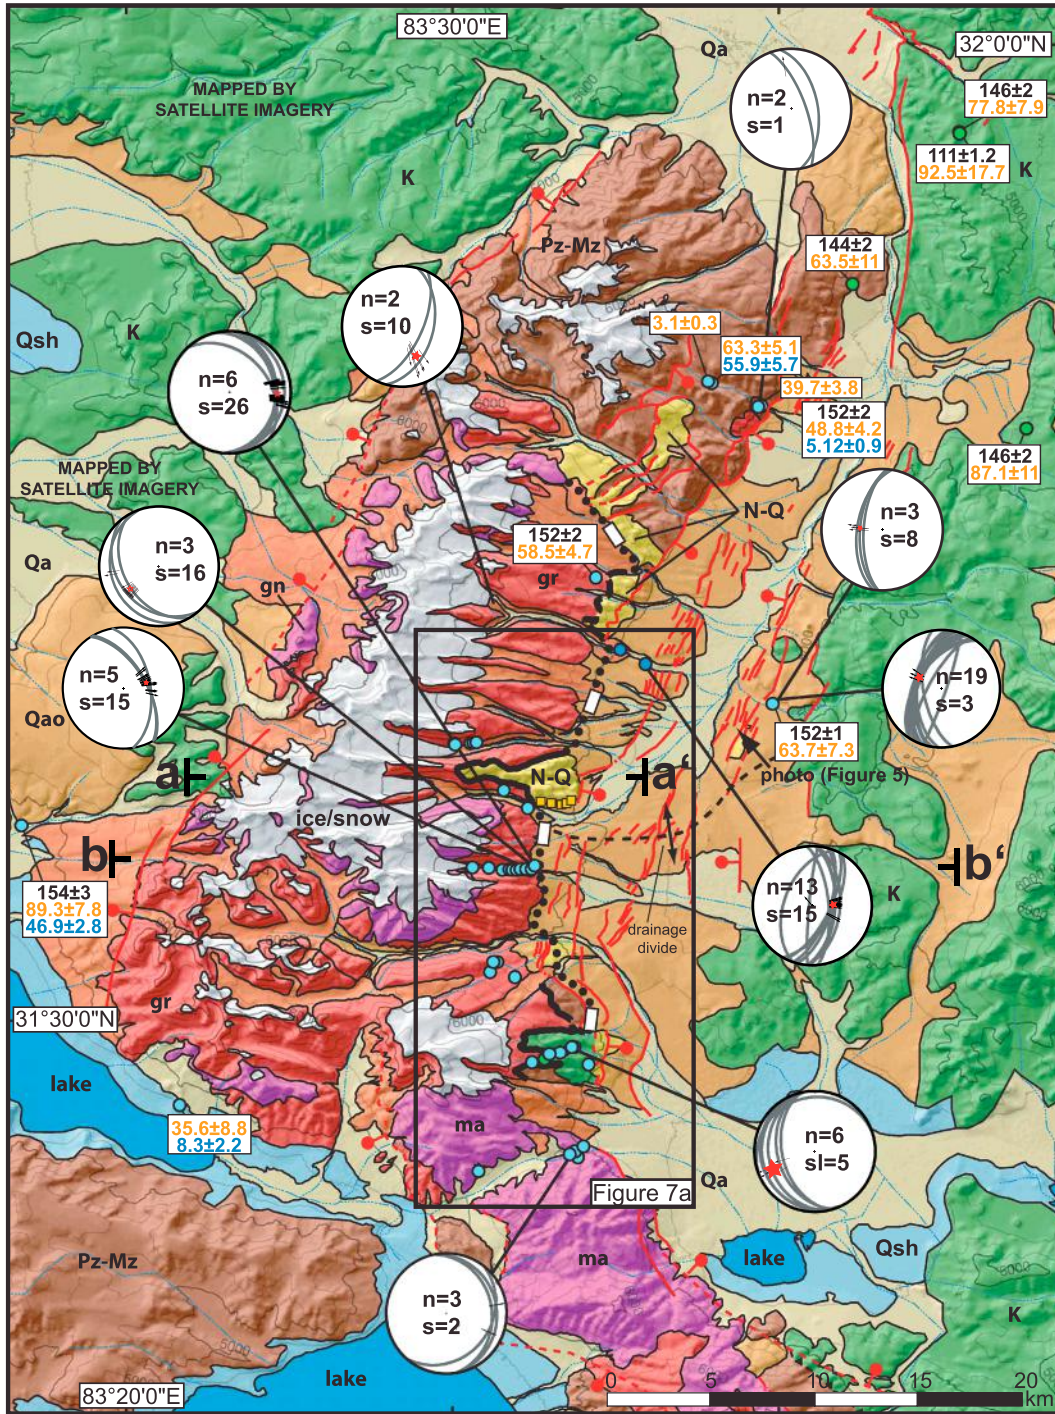 83°30'0"E
32°0'0"N
Qa
MAPPED BY
SATELLITE IMAGERY
n=2
s=1
146±2
77.8±7.9
111±1.2
92.5±17.7
K
K
6000
Pz-Mz
144±2
63.5±11
n=2
s=10
Qsh
K
3.1±0.3
63.3±5.1
55.9±5.7
39.7±3.8
n=6
s=26
152±2
48.8±4.2
5.12±0.9
6000
6000
146±2
87.1±11
MAPPED BY
SATELLITE IMAGERY
N-Q
n=3
s=8
n=3
s=16
152±2
58.5±4.7
Qa
gn
gr
n=5
s=15
n=19
s=3
Qao
152±1
63.7±7.3
photo (Figure 5)
a
N-Q
a'
ice/snow
b
b'
154±3
89.3±7.8
46.9±2.8
n=13
s=15
K
drainage
divide
gr
31°30'0"N
6000
lake
35.6±8.8
8.3±2.2
ma
n=6
sl=5
Qa
Figure 7a
Pz-Mz
ma
lake
Qsh
n=3
s=2
K
lake
83°20'0"E
0 5 10 15 20
km